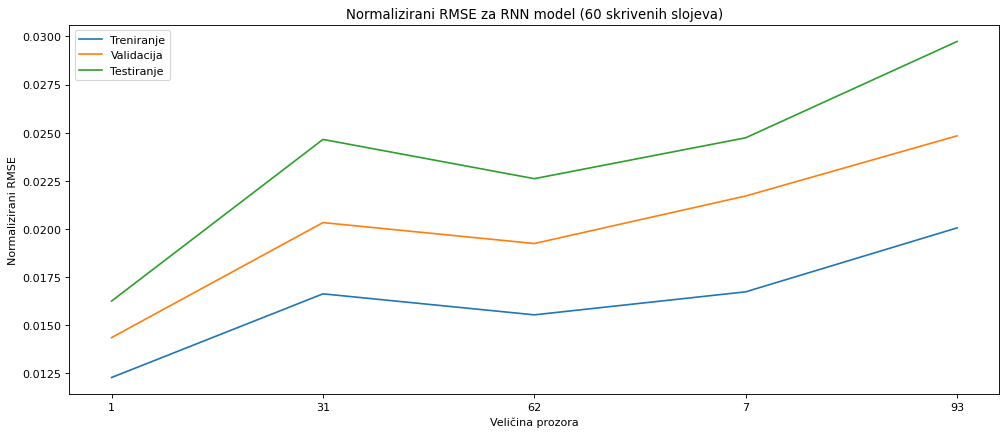 Normalizirani RMSE za RNN model (60 skrivenih slojeva)
Treniranje
Validacija
Testiranje
0.0300
0.0275
0.0250
0.0225
0.0200
0.0175
0.0150
0.0125
Normalizirani RMSE
1 31 62 7 93
Veličina prozora